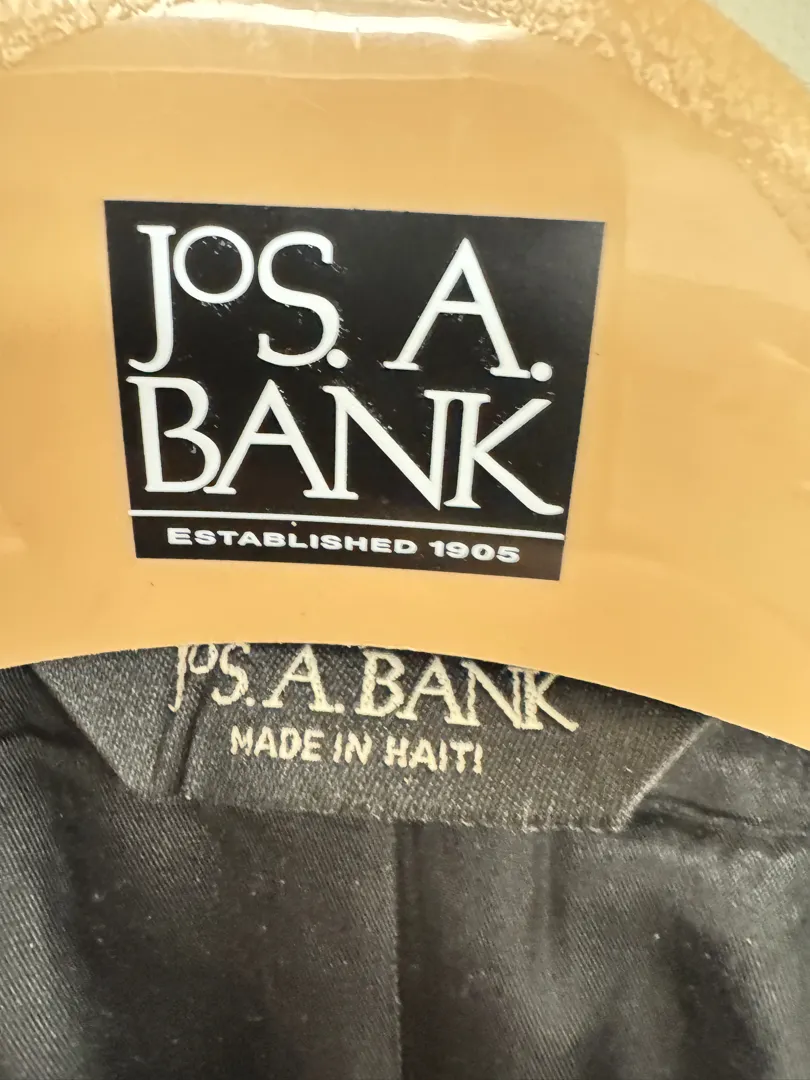 JOS. A.
BANK
ESTABLISHED 1905
JOS. A. BANK
MADE IN HAITI